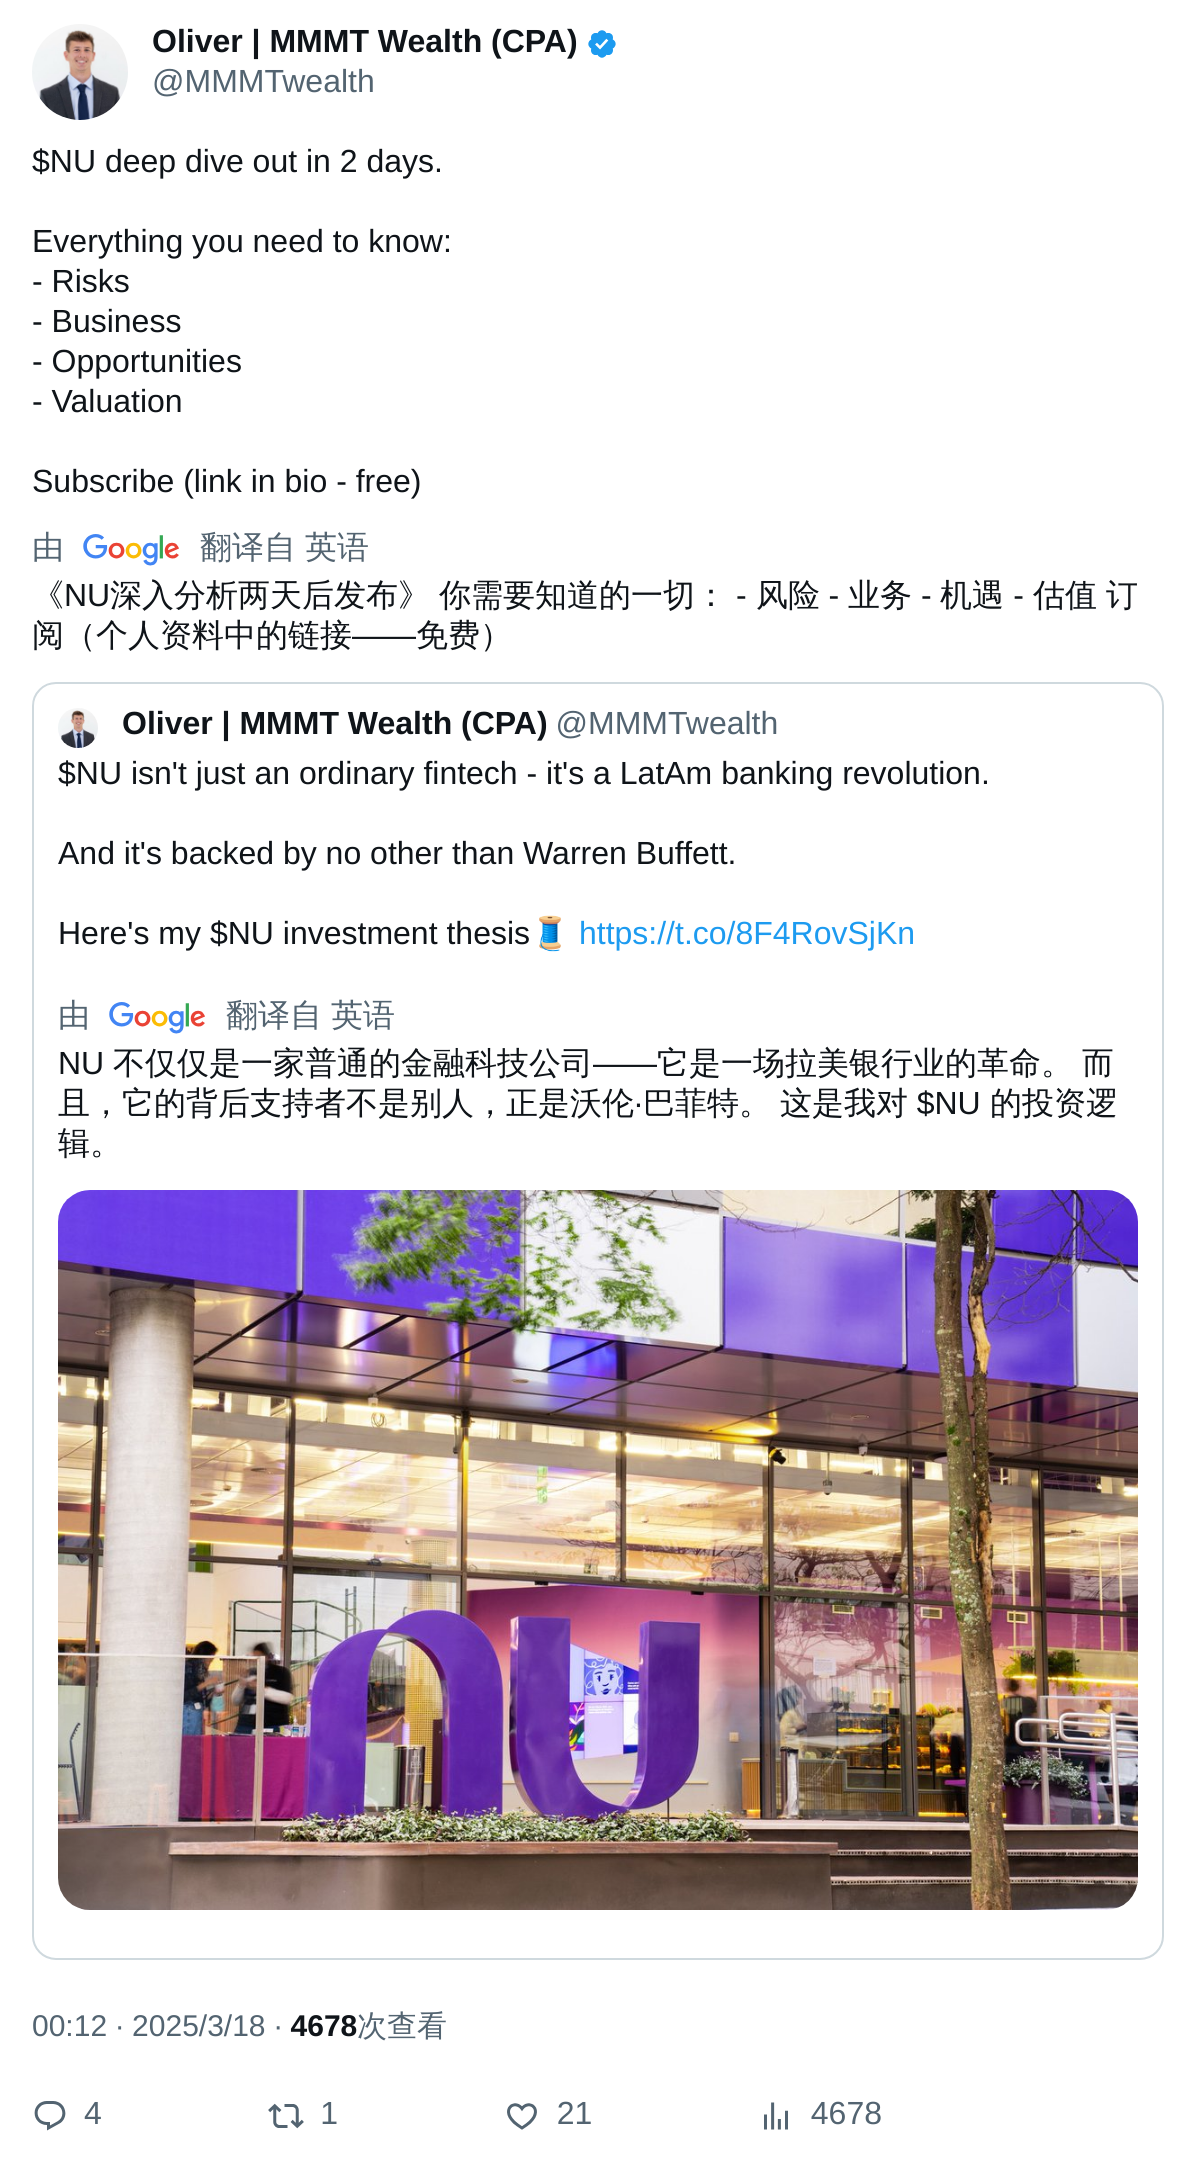 Oliver | MMMT Wealth (CPA)
@MMMTwealth
$NU deep dive out in 2 days.
Everything you need to know:
- Risks
- Business
- Opportunities
- Valuation
Subscribe (link in bio - free)
由 Google 翻译自 英语
《NU深入分析两天后发布》 你需要知道的一切： - 风险 - 业务 - 机遇 - 估值 订
阅（个人资料中的链接——免费）
Oliver | MMMT Wealth (CPA) @MMMTwealth
$NU isn't just an ordinary fintech - it's a LatAm banking revolution.
And it's backed by no other than Warren Buffett.
Here's my $NU investment thesis🧵 https://t.co/8F4RovSjKn
由 Google 翻译自 英语
NU 不仅仅是一家普通的金融科技公司——它是一场拉美银行业的革命。 而
且，它的背后支持者不是别人，正是沃伦·巴菲特。 这是我对 $NU 的投资逻
辑。
nu
00:12 · 2025/3/18 · 4678次查看
4 1 21 4678